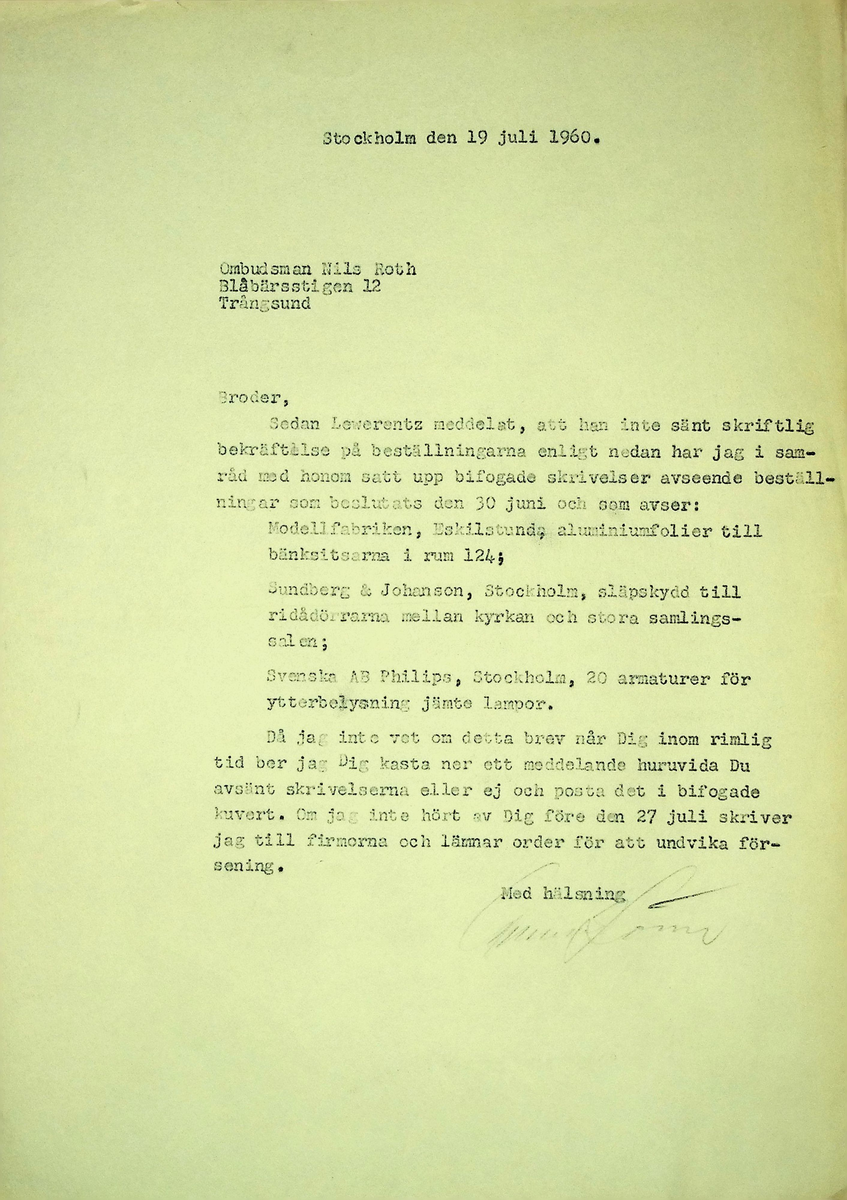 Stockholm den 19 juli 1960.
Ombudsman Nils Roth
Blåbärsstigen 12
Trångsund
Broder,
Sedan Lewerentz meddelat, att han inte sänt skriftlig
bekräftelse på beställningarna enligt nedan har jag i sam-
råd med honom satt upp bifogade skrivelser avseende beställ-
ningar som beslutats den 30 juni och som avser:
Modellfabriken, Eskilstuna, aluminiumfolier till
bänksitsarna i rum 124;
Sundberg & Johanson, Stockholm, släpskydd till
ridådörrarna mellan kyrkan och stora samlings-
salen;
Svenska AB Philips, Stockholm, 20 armaturer för
ytterbelysning jämte lampor.
Då jag inte vet om detta brev når Dig inom rimlig
tid ber jag Dig kasta ner ett meddelande huruvida Du
avsänt skrivelserna eller ej och posta det i bifogade
kuvert. Om jag inte hört av Dig före den 27 juli skriver
jag till firmorna och lämnar order för att undvika för-
sening.
Med hälsning